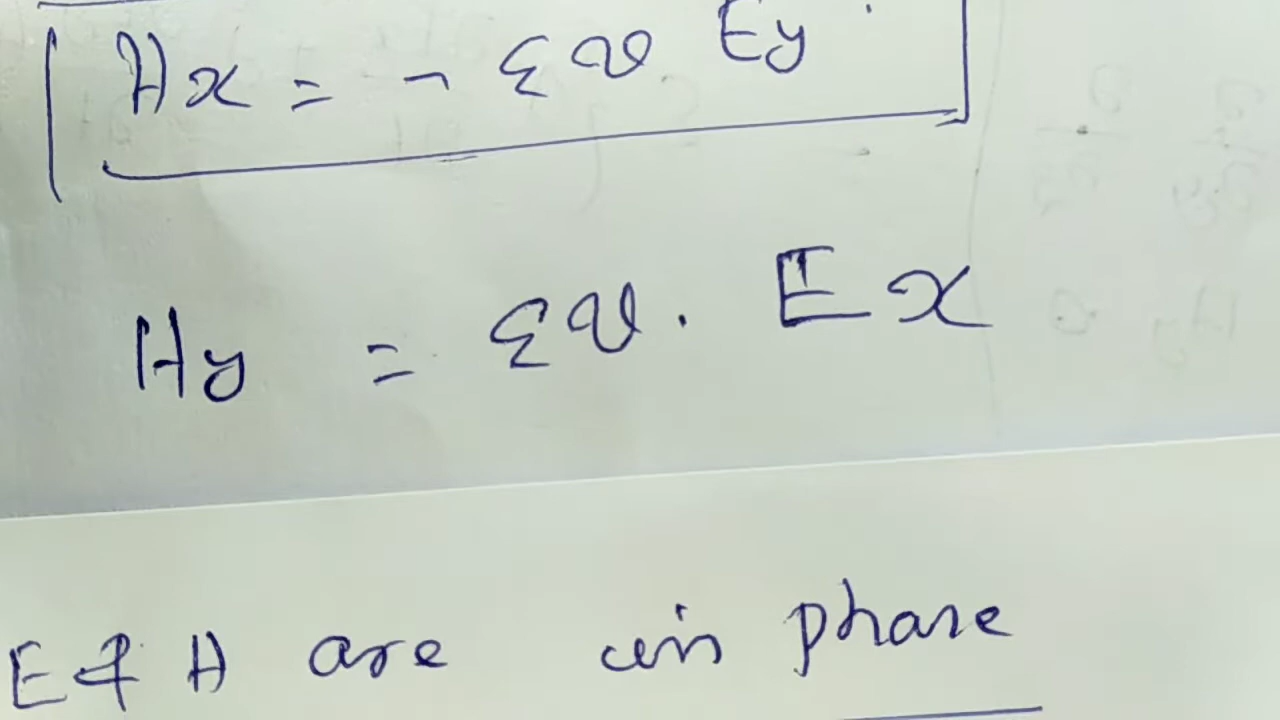 Hx = - εv Ey
Hy = εv. Ex
E & H are in phase